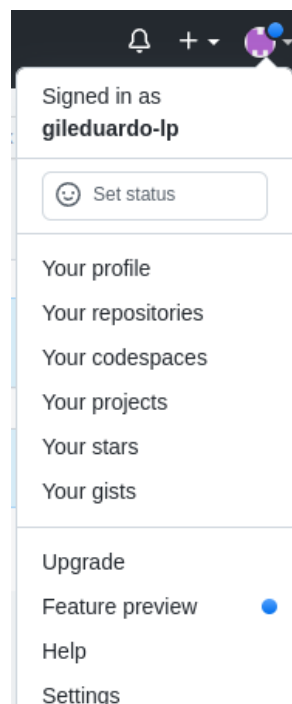 Signed in as
gileduardo-lp
Set status
Your profile
Your repositories
Your codespaces
Your projects
Your stars
Your gists
Upgrade
Feature preview
Help
Settings